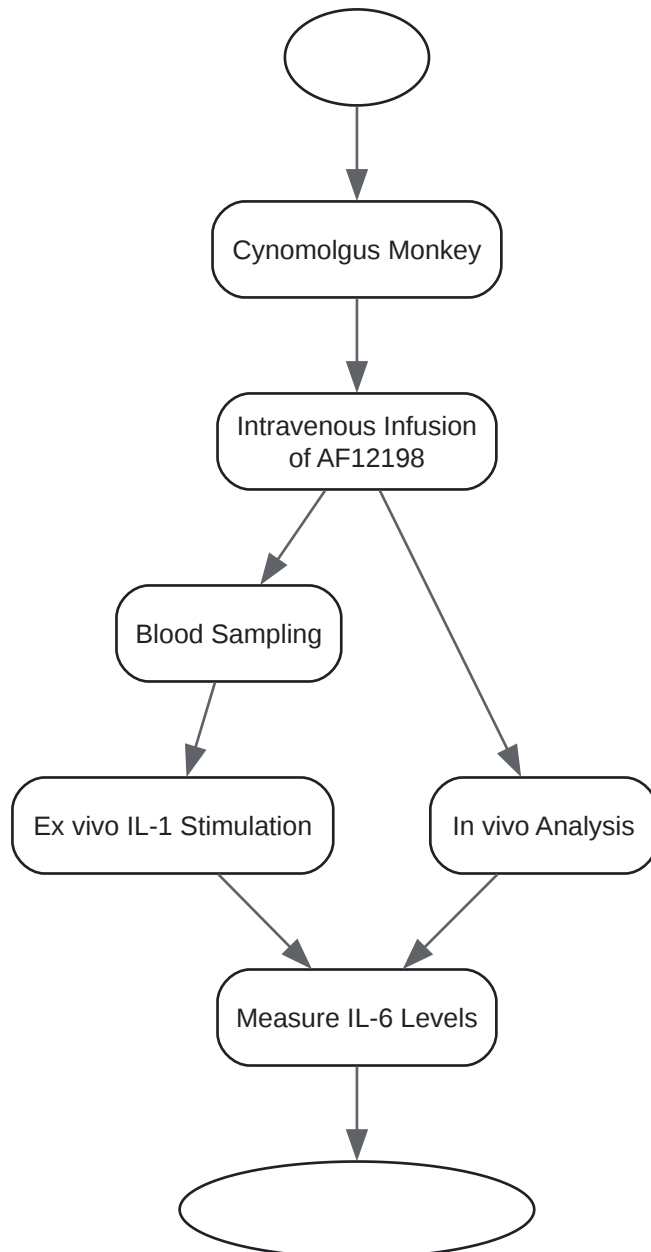 Cynomolgus Monkey
Intravenous Infusion
of AF12198
Blood Sampling
Ex vivo IL-1 Stimulation
In vivo Analysis
Measure IL-6 Levels